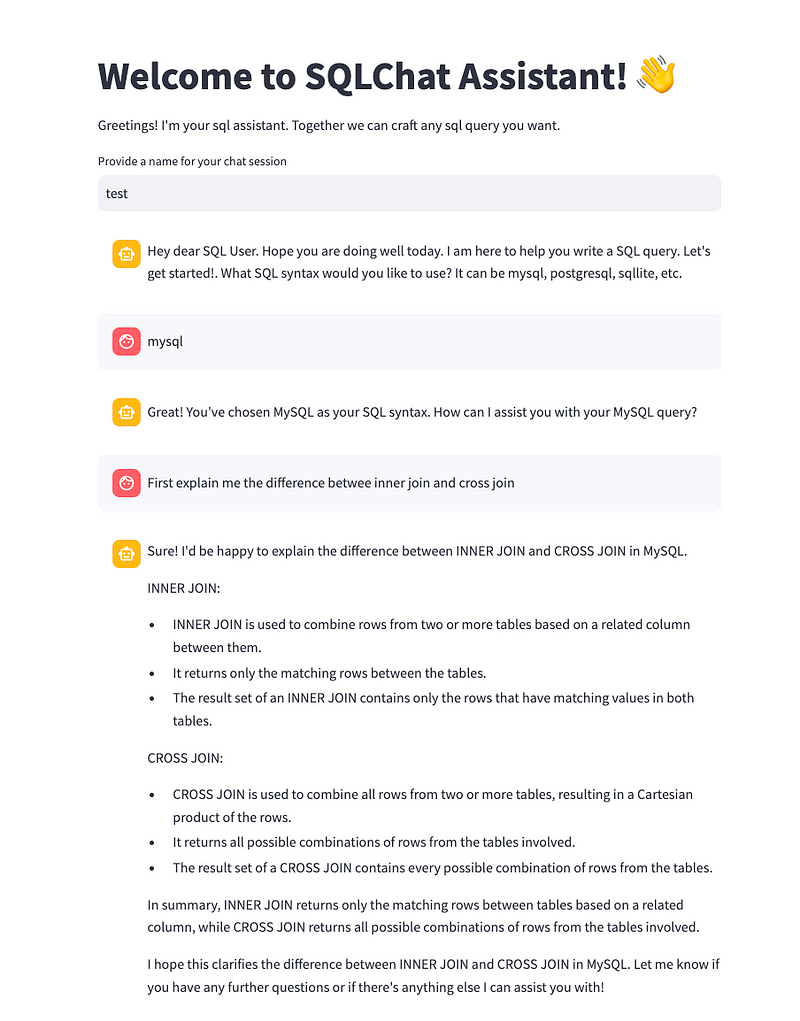 Welcome to SQLChat Assistant! 👋
Greetings! I'm your sql assistant. Together we can craft any sql query you want.
Provide a name for your chat session
test
Hey dear SQL User. Hope you are doing well today. I am here to help you write a SQL query. Let's
get started!. What SQL syntax would you like to use? It can be mysql, postgresql, sqllite, etc.
mysql
Great! You've chosen MySQL as your SQL syntax. How can I assist you with your MySQL query?
First explain me the difference betwee inner join and cross join
Sure! I'd be happy to explain the difference between INNER JOIN and CROSS JOIN in MySQL.
INNER JOIN:
• INNER JOIN is used to combine rows from two or more tables based on a related column
between them.
• It returns only the matching rows between the tables.
• The result set of an INNER JOIN contains only the rows that have matching values in both
tables.
CROSS JOIN:
• CROSS JOIN is used to combine all rows from two or more tables, resulting in a Cartesian
product of the rows.
• It returns all possible combinations of rows from the tables involved.
• The result set of a CROSS JOIN contains every possible combination of rows from the tables.
In summary, INNER JOIN returns only the matching rows between tables based on a related
column, while CROSS JOIN returns all possible combinations of rows from the tables involved.
I hope this clarifies the difference between INNER JOIN and CROSS JOIN in MySQL. Let me know if
you have any further questions or if there's anything else I can assist you with!